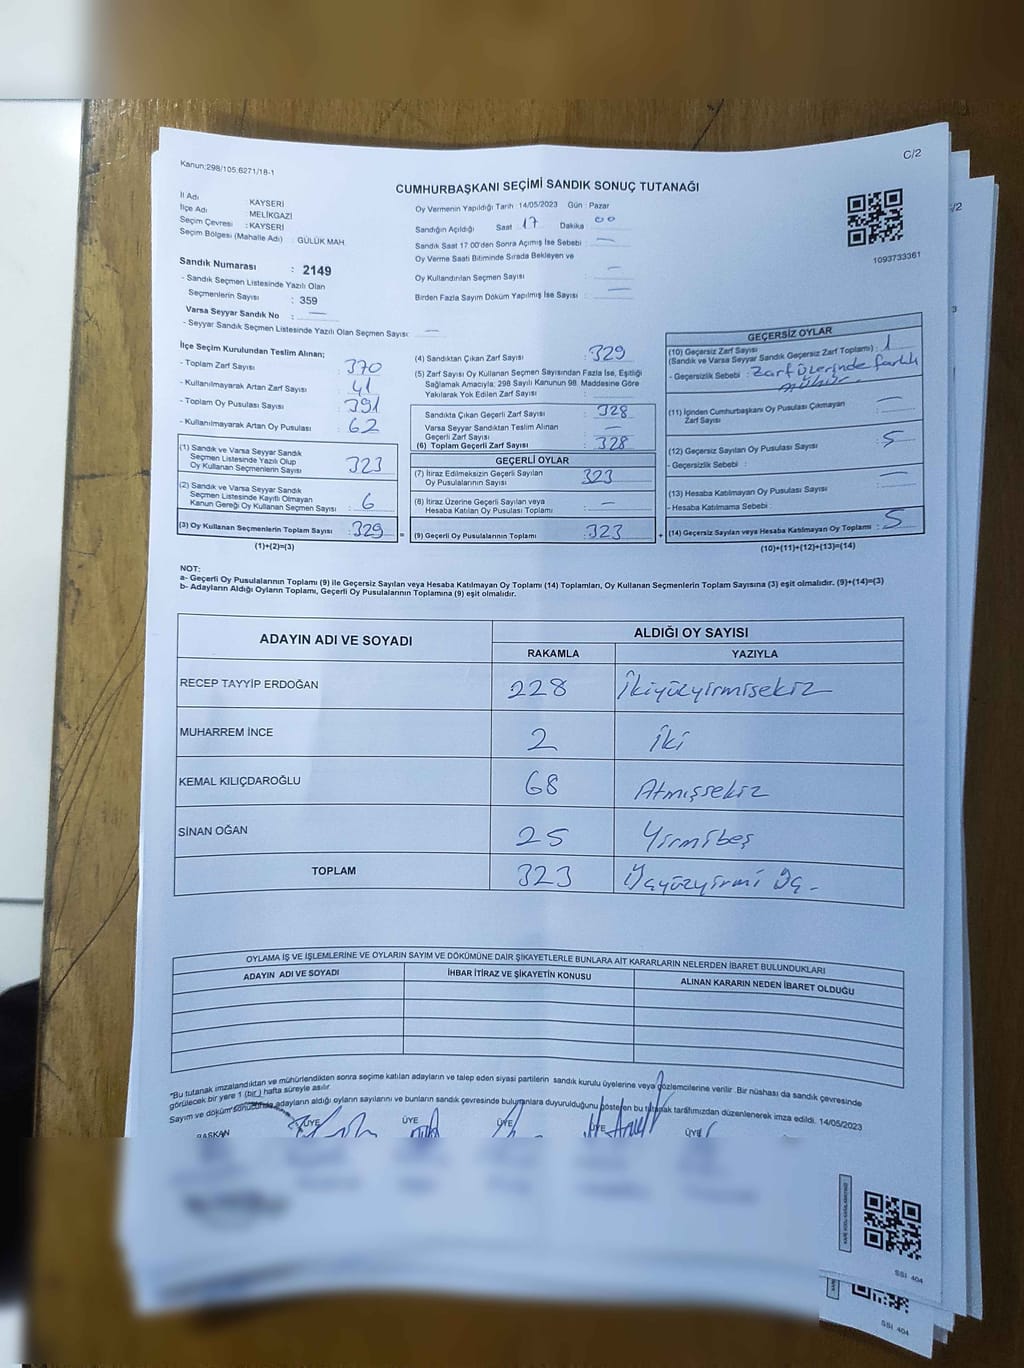 Kanun;298/105.6271/18-1
C/2
CUMHURBAŞKANI SEÇİMİ SANDIK SONUÇ TUTANAĞI
İl Adı : KAYSERİ
İlçe Adı : MELİKGAZİ
Seçim Çevresi : KAYSERİ
Seçim Bölgesi (Mahalle Adı) : GÜLÜK MAH.
Oy Vermenin Yapıldığı Tarih 14/05/2023 Gün : Pazar
Sandığın Açıldığı Saat 17 Dakika 00
Sandık Saat 17:00'den Sonra Açımış İse Sebebi —
Oy Verme Saati Bitiminde Sırada Bekleyen ve
Oy Kullandırılan Seçmen Sayısı : —
Birden Fazla Sayım Döküm Yapılmış İse Sayısı : —
1093733361
Sandık Numarası : 2149
- Sandık Seçmen Listesinde Yazılı Olan
Seçmenlerin Sayısı : 359
Varsa Seyyar Sandık No : —
- Seyyar Sandık Seçmen Listesinde Yazılı Olan Seçmen Sayısı: —
İlçe Seçim Kurulundan Teslim Alınan;
- Toplam Zarf Sayısı : 370
- Kullanılmayarak Artan Zarf Sayısı : 41
- Toplam Oy Pusulası Sayısı : 391
- Kullanılmayarak Artan Oy Pusulası : 62
(1) Sandık ve Varsa Seyyar Sandık
Seçmen Listesinde Yazılı Olup
Oy Kullanan Seçmenlerin Sayısı : 323
(2) Sandık ve Varsa Seyyar Sandık
Seçmen Listesinde Kayıtlı Olmayan
Kanun Gereği Oy Kullanan Seçmen Sayısı : 6
(3) Oy Kullanan Seçmenlerin Toplam Sayısı : 329
(1)+(2)=(3)
(4) Sandıktan Çıkan Zarf Sayısı : 329
(5) Zarf Sayısı Oy Kullanan Seçmen Sayısından Fazla İse, Eşitliği
Sağlamak Amacıyla; 298 Sayılı Kanunun 98. Maddesine Göre
Yakılarak Yok Edilen Zarf Sayısı :
Sandıkta Çıkan Geçerli Zarf Sayısı : 328
Varsa Seyyar Sandıktan Teslim Alınan
Geçerli Zarf Sayısı : —
(6) Toplam Geçerli Zarf Sayısı : 328
GEÇERLİ OYLAR
(7) İtiraz Edilmeksizin Geçerli Sayılan
Oy Pusulalarının Sayısı : 323
(8) İtiraz Üzerine Geçerli Sayılan veya
Hesaba Katılan Oy Pusulası Toplamı : —
= (9) Geçerli Oy Pusulalarının Toplamı : 323 +
GEÇERSİZ OYLAR
(10) Geçersiz Zarf Sayısı
(Sandık ve Varsa Seyyar Sandık Geçersiz Zarf Toplamı) : 1
- Geçersizlik Sebebi : Zarf üzerinde farklı
mühür.
(11) İçinden Cumhurbaşkanı Oy Pusulası Çıkmayan
Zarf Sayısı : —
(12) Geçersiz Sayılan Oy Pusulası Sayısı : 5
- Geçersizlik Sebebi :
(13) Hesaba Katılmayan Oy Pusulası Sayısı : —
- Hesaba Katılmama Sebebi :
(14) Geçersiz Sayılan veya Hesaba Katılmayan Oy Toplamı : 5
(10)+(11)+(12)+(13)=(14)
NOT:
a- Geçerli Oy Pusulalarının Toplamı (9) ile Geçersiz Sayılan veya Hesaba Katılmayan Oy Toplamı (14) Toplamları, Oy Kullanan Seçmenlerin Toplam Sayısına (3) eşit olmalıdır. (9)+(14)=(3)
b- Adayların Aldığı Oyların Toplamı, Geçerli Oy Pusulalarının Toplamına (9) eşit olmalıdır.
ADAYIN ADI VE SOYADI ALDIĞI OY SAYISI
RAKAMLA YAZIYLA
RECEP TAYYİP ERDOĞAN 228 İkiyüzyirmisekiz
MUHARREM İNCE 2 İki
KEMAL KILIÇDAROĞLU 68 Atmışsekiz
SİNAN OĞAN 25 Yirmibeş
TOPLAM 323 Üçyüzyirmi Üç-
OYLAMA İŞ VE İŞLEMLERİNE VE OYLARIN SAYIM VE DÖKÜMÜNE DAİR ŞİKAYETLERLE BUNLARA AİT KARARLARIN NELERDEN İBARET BULUNDUKLARI
ADAYIN ADI VE SOYADI İHBAR İTİRAZ VE ŞİKAYETİN KONUSU ALINAN KARARIN NEDEN İBARET OLDUĞU
*Bu tutanak imzalandıktan ve mühürlendikten sonra seçime katılan adayların ve talep eden siyasi partilerin sandık kurulu üyelerine veya gözlemcilerine verilir. Bir nüshası da sandık çevresinde
görülecek bir yere 1 (bir ) hafta süreyle asılır.
Sayım ve döküm sonucunda adayların aldığı oyların sayılarını ve bunların sandık çevresinde bulunanlara duyurulduğunu gösteren bu tutanak tarafımızdan düzenlenerek imza edildi. 14/05/2023
BAŞKAN ÜYE ÜYE ÜYE ÜYE ÜYE
SSI 404
SSI 404